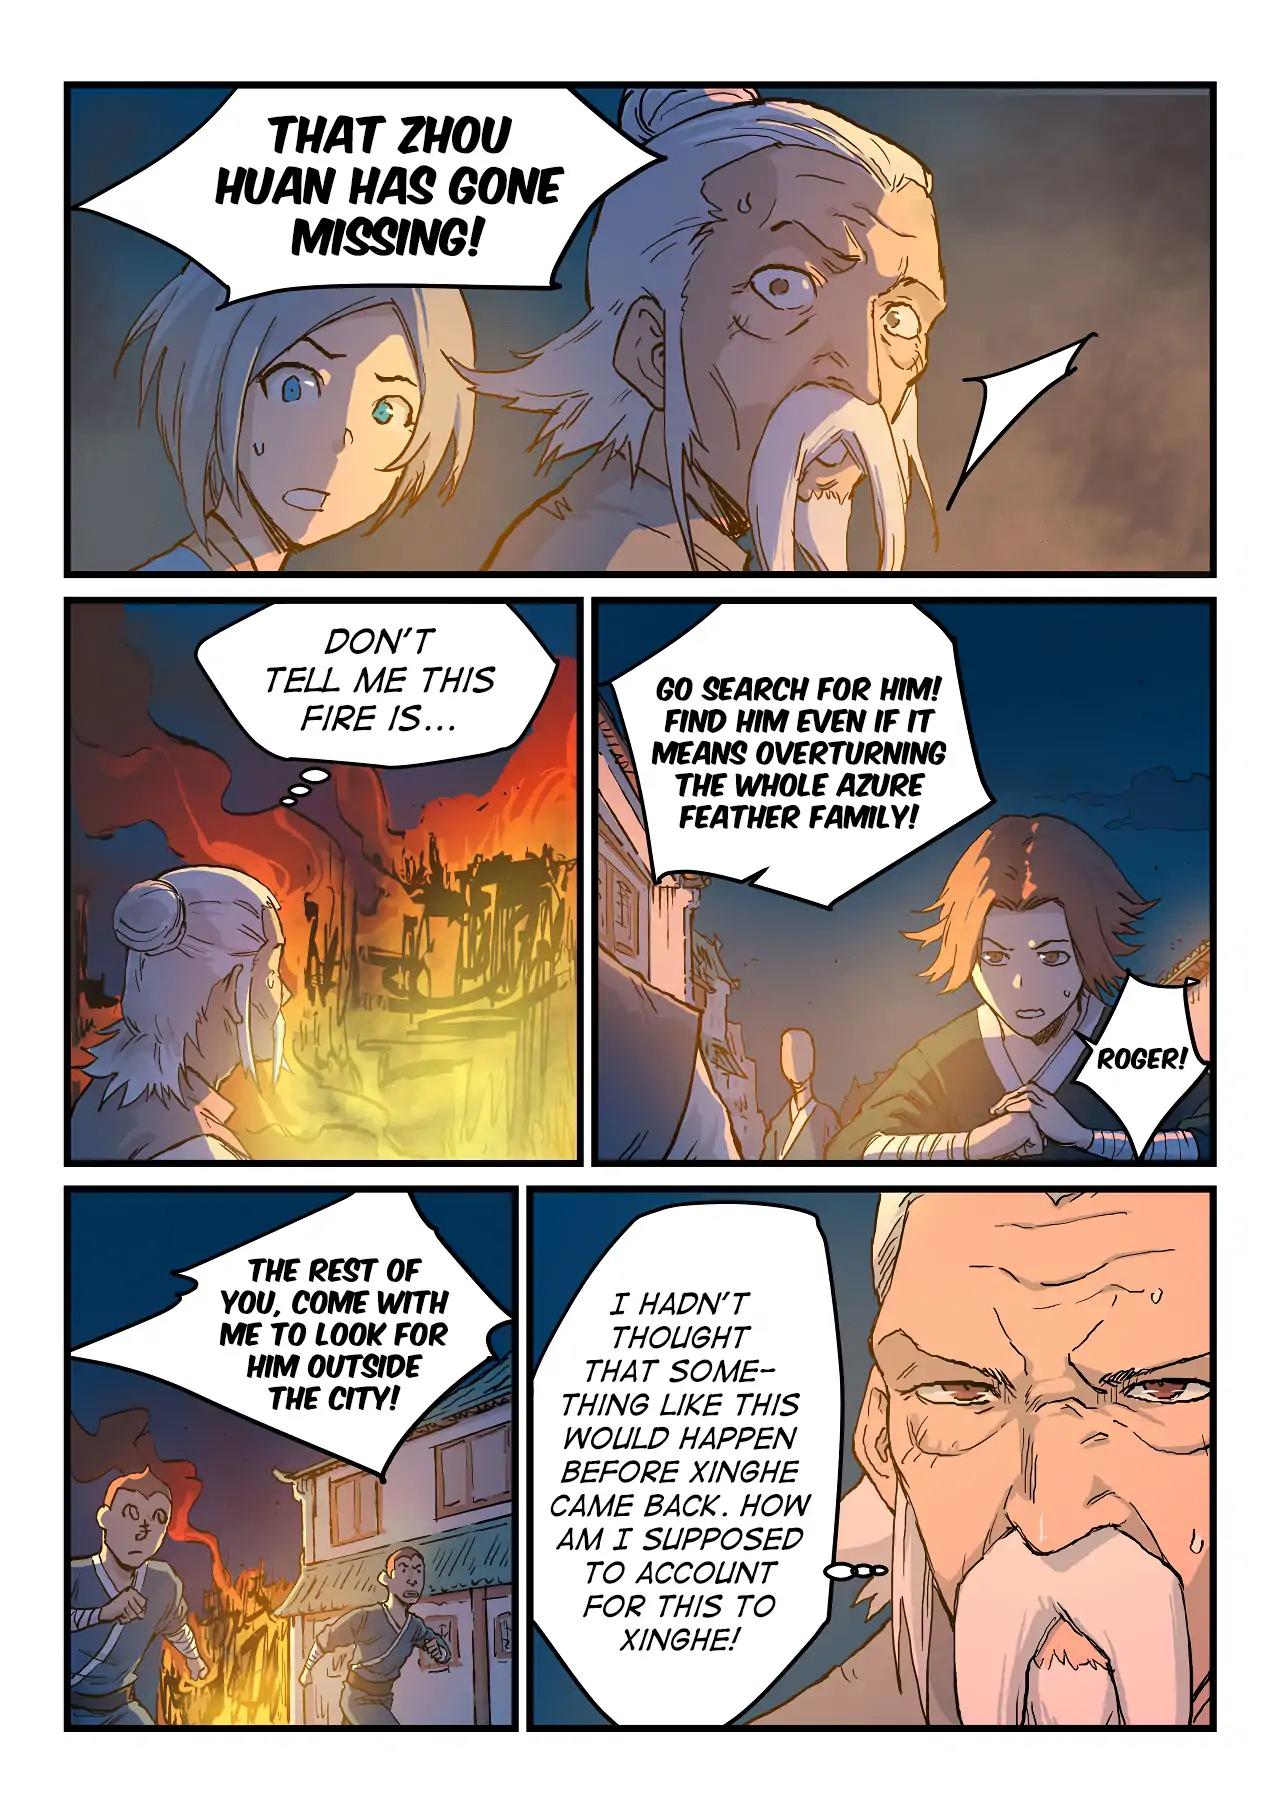 THAT ZHOU
HUAN HAS GONE
MISSING!
DON'T
TELL ME THIS
FIRE IS...
GO SEARCH FOR HIM!
FIND HIM EVEN IF IT
MEANS OVERTURNING
THE WHOLE AZURE
FEATHER FAMILY!
ROGER!
THE REST OF
YOU, COME WITH
ME TO LOOK FOR
HIM OUTSIDE
THE CITY!
I HADN'T
THOUGHT
THAT SOME-
THING LIKE THIS
WOULD HAPPEN
BEFORE XINGHE
CAME BACK. HOW
AM I SUPPOSED
TO ACCOUNT
FOR THIS TO
XINGHE!